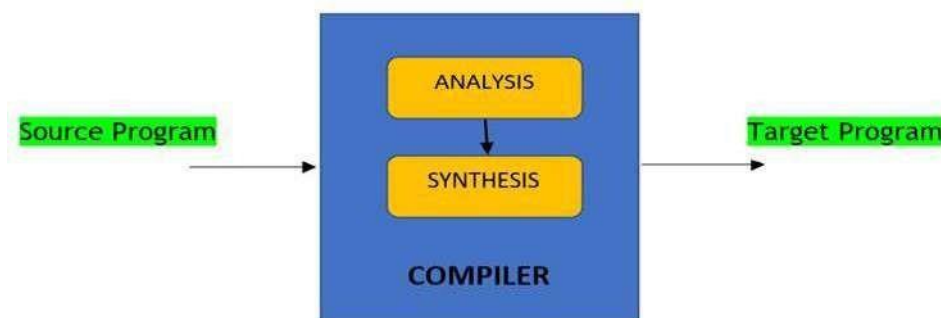 ANALYSIS
Source Program
Target Program
SYNTHESIS
COMPILER